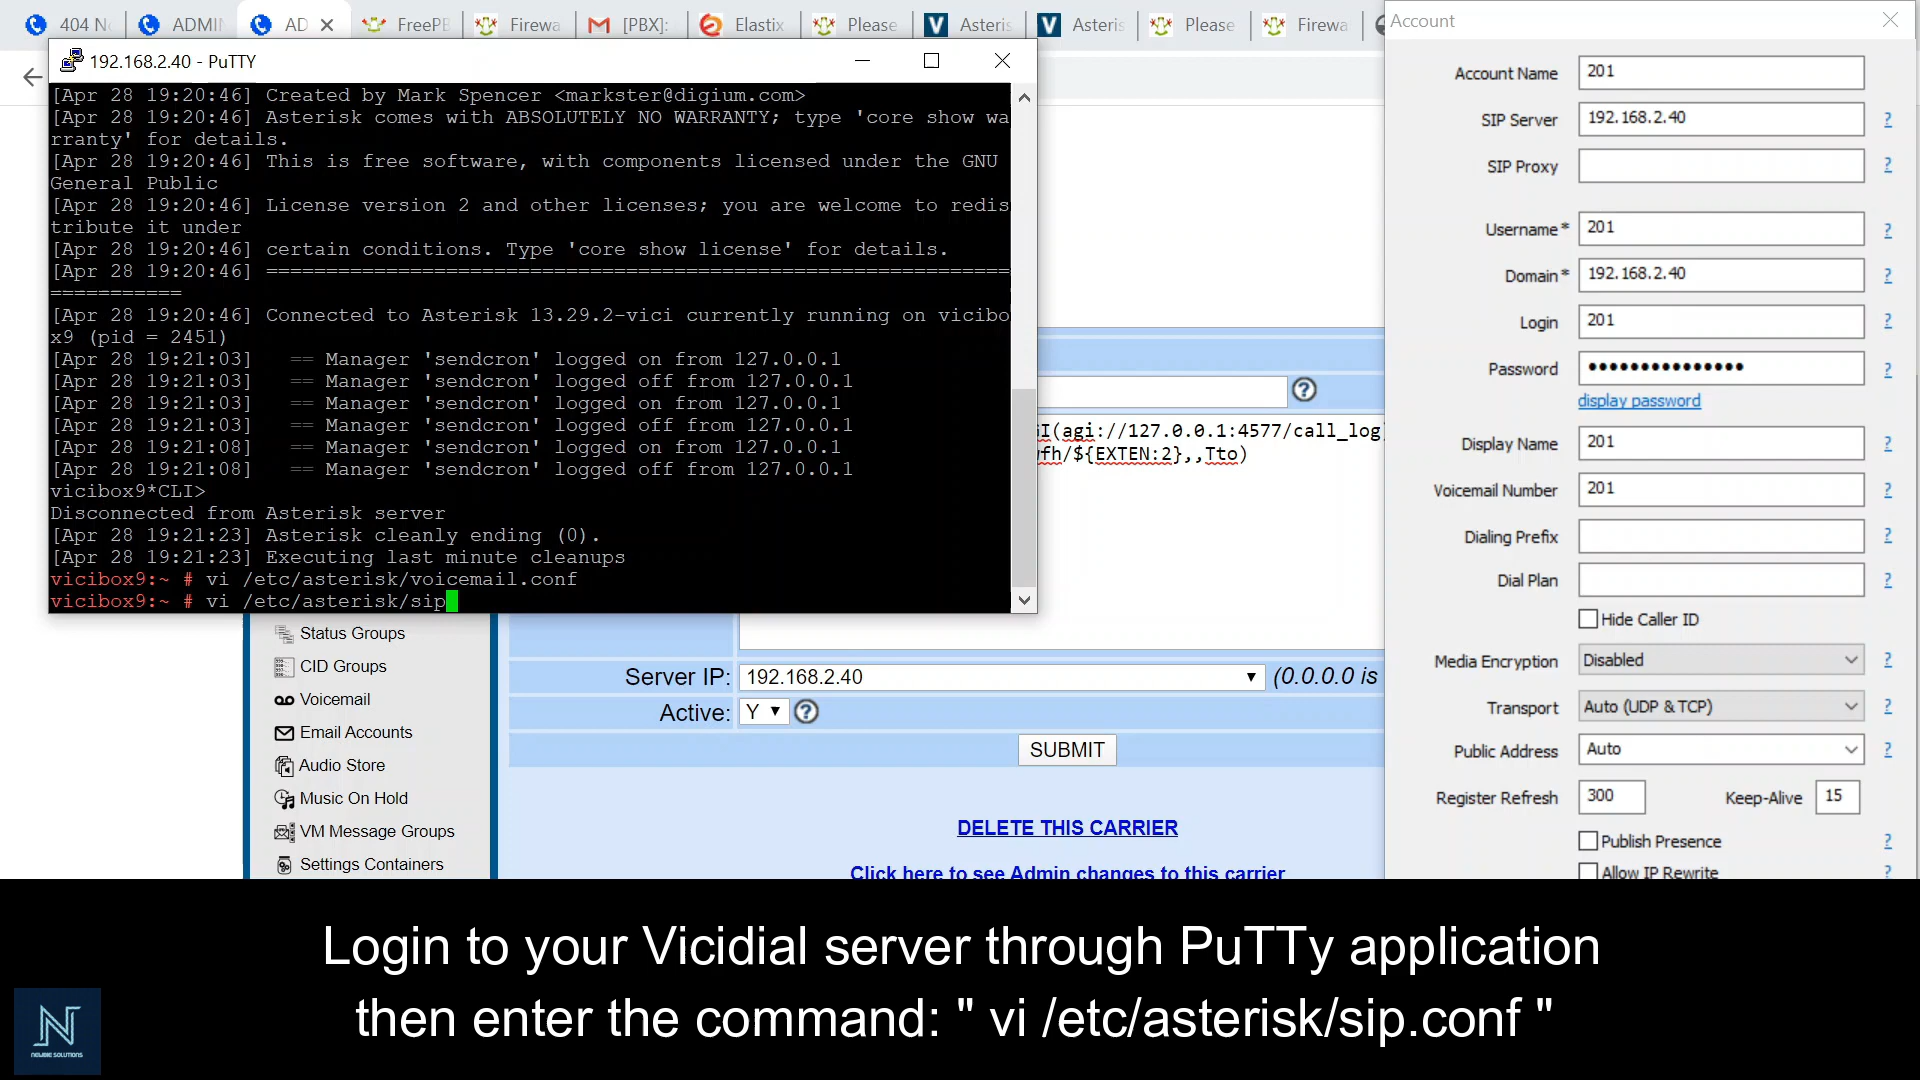 404 N
ADMIN
AD
FreePB
Firewa
[PBX]:
Elastix
Please
Asteris
Asteris
Please
Firewa
192.168.2.40 - PuTTY
[Apr 28 19:20:46] Created by Mark Spencer <markster@digium.com>
[Apr 28 19:20:46] Asterisk comes with ABSOLUTELY NO WARRANTY; type 'core show wa
rranty' for details.
[Apr 28 19:20:46] This is free software, with components licensed under the GNU
General Public
[Apr 28 19:20:46] License version 2 and other licenses; you are welcome to redis
tribute it under
[Apr 28 19:20:46] certain conditions. Type 'core show license' for details.
[Apr 28 19:20:46] ==============================================================
===========
[Apr 28 19:20:46] Connected to Asterisk 13.29.2-vici currently running on vicibo
x9 (pid = 2451)
[Apr 28 19:21:03]   == Manager 'sendcron' logged on from 127.0.0.1
[Apr 28 19:21:03]   == Manager 'sendcron' logged off from 127.0.0.1
[Apr 28 19:21:03]   == Manager 'sendcron' logged on from 127.0.0.1
[Apr 28 19:21:03]   == Manager 'sendcron' logged off from 127.0.0.1
[Apr 28 19:21:08]   == Manager 'sendcron' logged on from 127.0.0.1
[Apr 28 19:21:08]   == Manager 'sendcron' logged off from 127.0.0.1
vicibox9*CLI>
Disconnected from Asterisk server
[Apr 28 19:21:23] Asterisk cleanly ending (0).
[Apr 28 19:21:23] Executing last minute cleanups
vicibox9:~ # vi /etc/asterisk/voicemail.conf
vicibox9:~ # vi /etc/asterisk/sip
GI(agi://127.0.0.1:4577/call_log)
wfh/${EXTEN:2},,Tto)
Status Groups
CID Groups
Voicemail
Email Accounts
Audio Store
Music On Hold
VM Message Groups
Settings Containers
Server IP: 192.168.2.40 (0.0.0.0 is
Active: Y
SUBMIT
DELETE THIS CARRIER
Click here to see Admin changes to this carrier
Account
Account Name 201
SIP Server 192.168.2.40 ?
SIP Proxy ?
Username* 201 ?
Domain* 192.168.2.40 ?
Login 201 ?
Password ••••••••••••• ?
display password
Display Name 201 ?
Voicemail Number 201 ?
Dialing Prefix ?
Dial Plan ?
Hide Caller ID
Media Encryption Disabled ?
Transport Auto (UDP & TCP) ?
Public Address Auto ?
Register Refresh 300 Keep-Alive 15
Publish Presence ?
Allow IP Rewrite ?
Login to your Vicidial server through PuTTy application
then enter the command: " vi /etc/asterisk/sip.conf "
N
NEWBIE SOLUTIONS